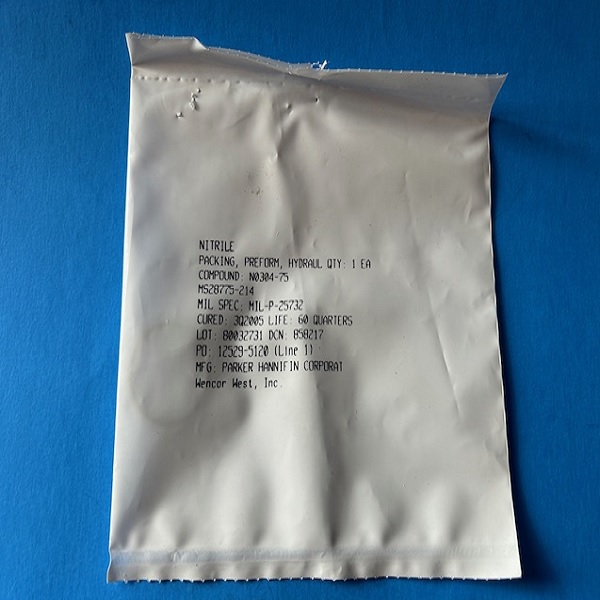 NITRILE
PACKING, PREFORM, HYDRAUL QTY: 1 EA
COMPOUND: N0304-75
MS28775-214
MIL SPEC: MIL-P-25732
CURED: 3Q2005 LIFE: 60 QUARTERS
LOT: 80032731 DCN: 858217
PO: 12529-5120 (Line 1)
MFG: PARKER HANNIFIN CORPORAT
Wencor West, Inc.